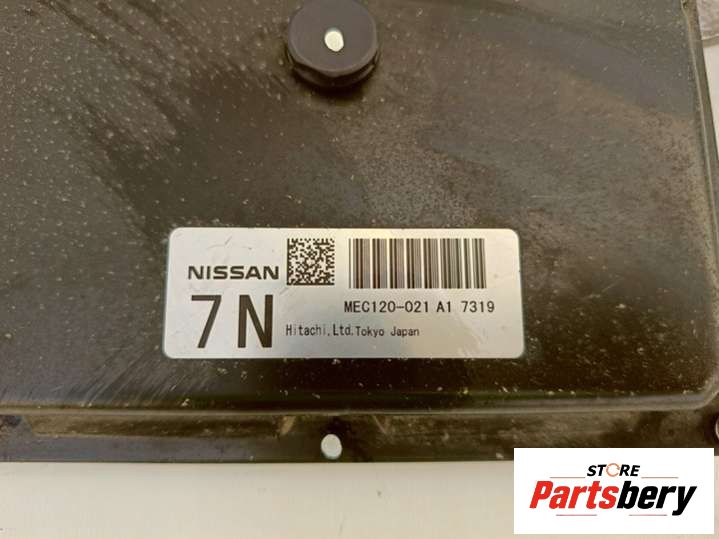 NISSAN
7N
MEC120-021 A1 7319
Hitachi,Ltd.Tokyo Japan
STORE
Partsbery